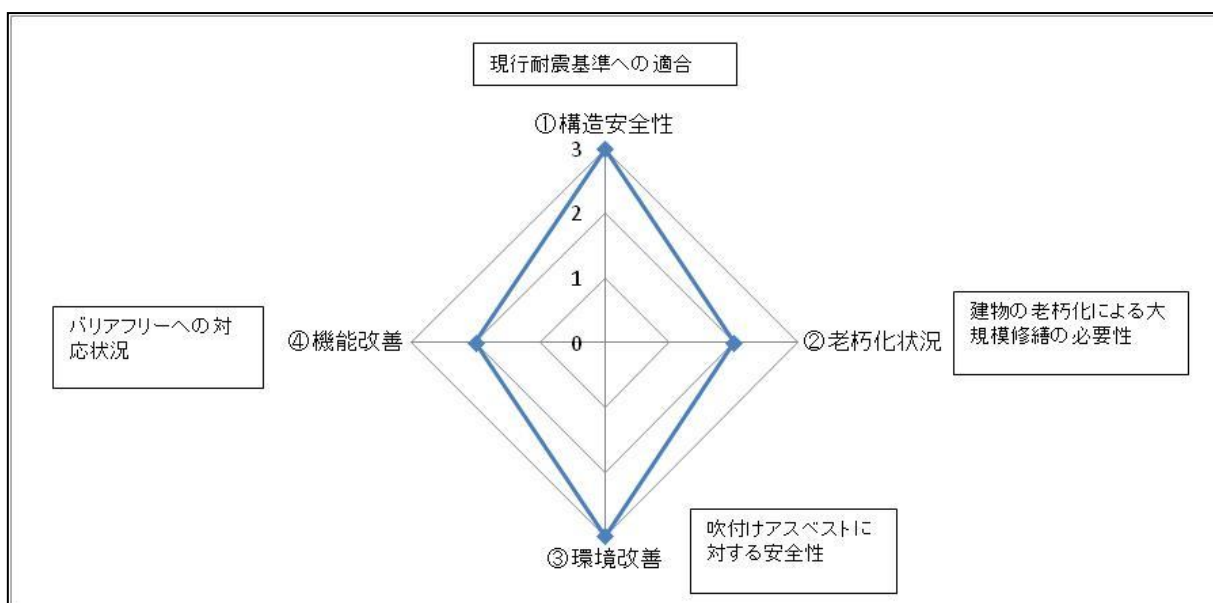 現行耐震基準への適合
①構造安全性
3
2
1
0
バリアフリーへの対
応状況
④機能改善
②老朽化状況
建物の老朽化による大
規模修繕の必要性
③環境改善
吹付けアスベストに
対する安全性